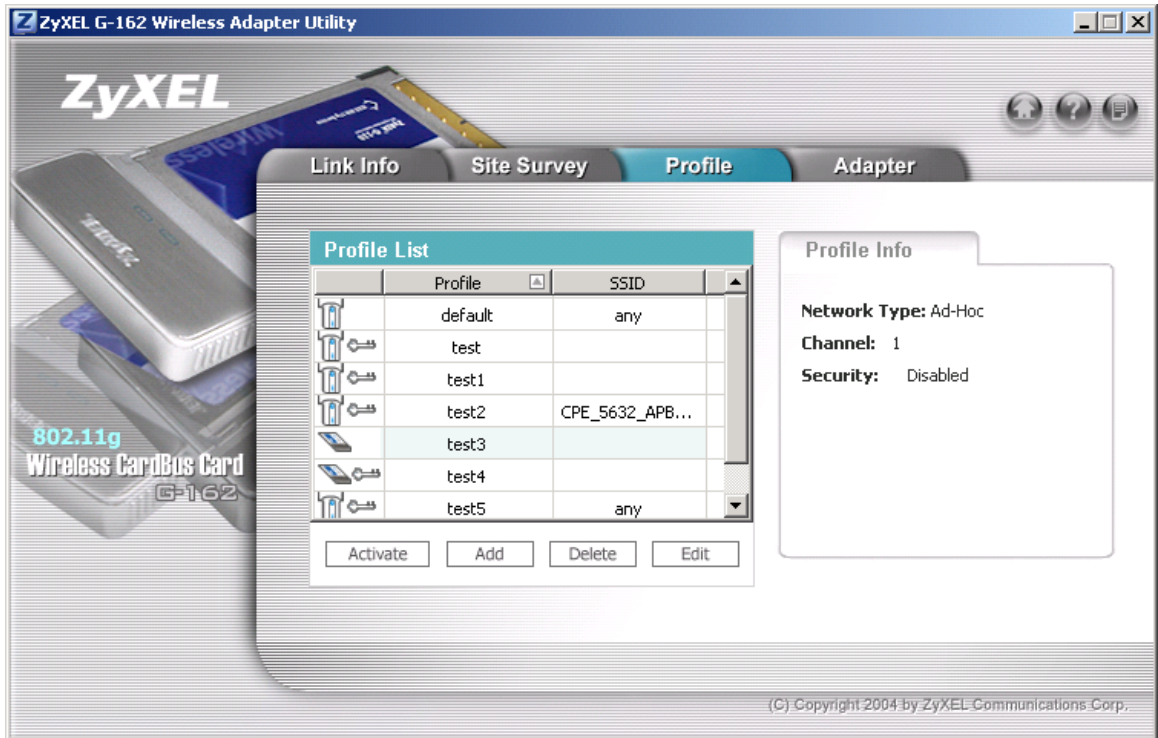 ZyXEL G-162 Wireless Adapter Utility
ZyXEL
Link Info
Site Survey
Profile
Adapter
Profile List
Profile SSID
default any
test
test1
test2 CPE_5632_APB...
test3
test4
test5 any
Activate Add Delete Edit
Profile Info
Network Type: Ad-Hoc
Channel: 1
Security: Disabled
802.11g
Wireless CardBus Card
G-162
Wireless
ZyXEL
(C) Copyright 2004 by ZyXEL Communications Corp.